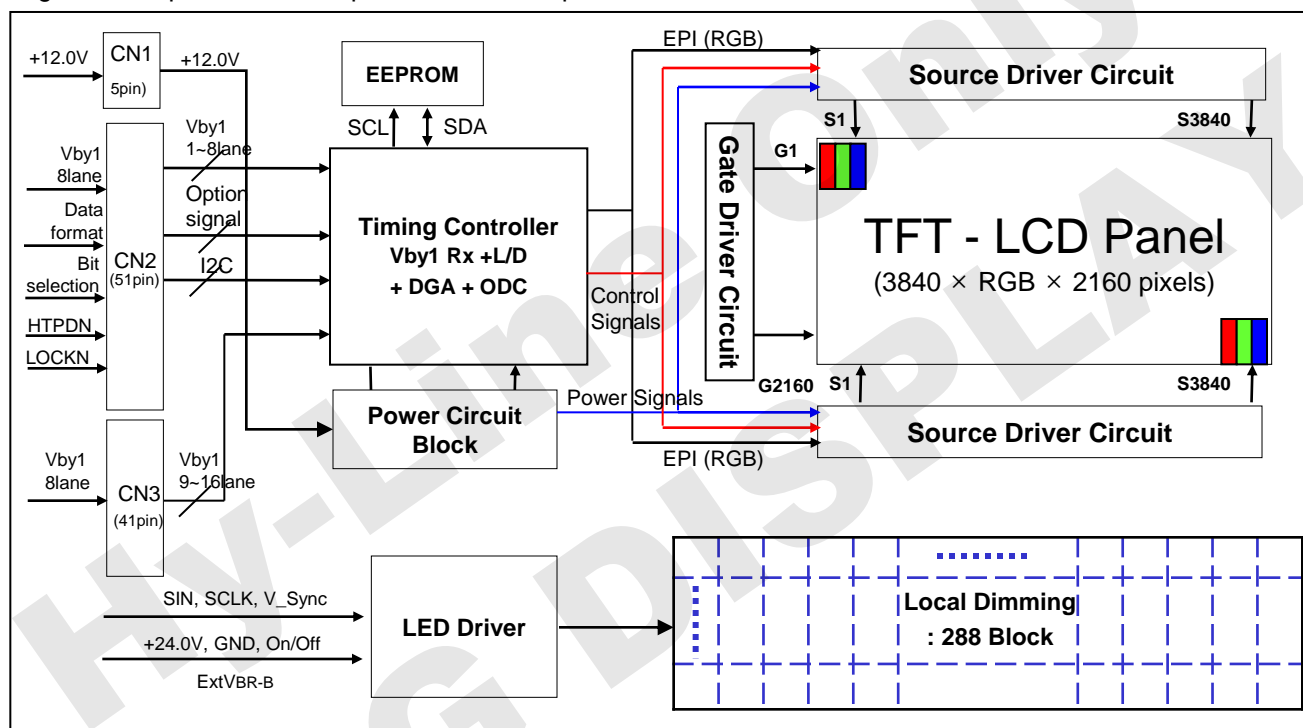 +12.0V
CN1
5pin)
+12.0V
EEPROM
SCL
SDA
EPI (RGB)
Source Driver Circuit
S1
S3840
Vby1
8lane
Data
format
Bit
selection
HTPDN
LOCKN
CN2
(51pin)
Vby1
1~8lane
Option
signal
I2C
Timing Controller
Vby1 Rx +L/D
+ DGA + ODC
Control
Signals
Gate Driver Circuit
G1
G2160
TFT - LCD Panel
(3840 × RGB × 2160 pixels)
S1
S3840
Power Circuit
Block
Power Signals
Source Driver Circuit
EPI (RGB)
Vby1
8lane
CN3
(41pin)
Vby1
9~16lane
SIN, SCLK, V_Sync
+24.0V, GND, On/Off
ExtVBR-B
LED Driver
Local Dimming
: 288 Block
Hy-Line Only
G DISPLAY